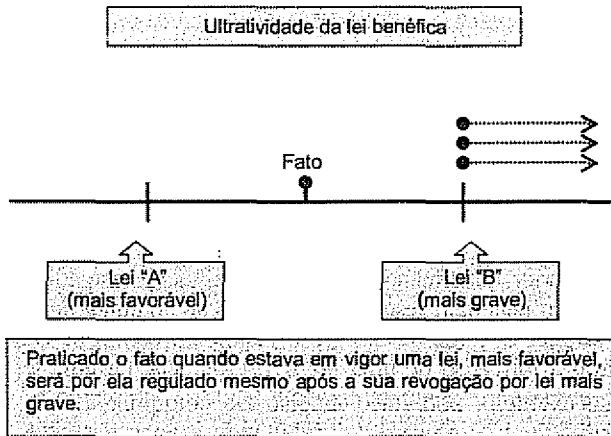 Ultratividade da lei benéfica
Fato
Lei "A"
(mais favorável)
Lei "B"
(mais grave)
Praticado o fato quando estava em vigor uma lei, mais favorável,
será por ela regulado mesmo após a sua revogação por lei mais
grave.